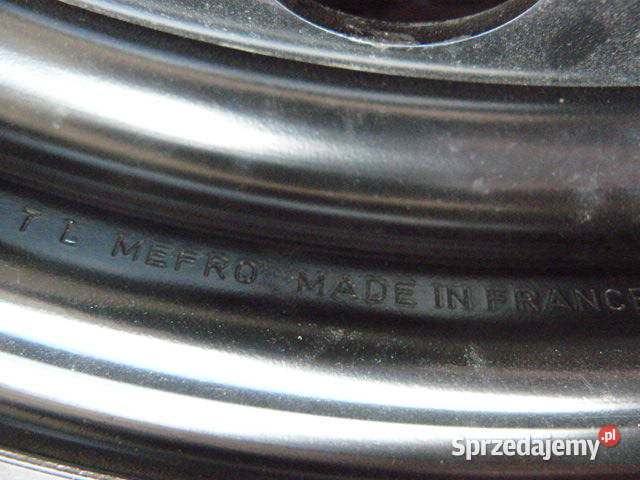 T L MEFRO MADE IN FRANCE
Sprzedajemy.pl